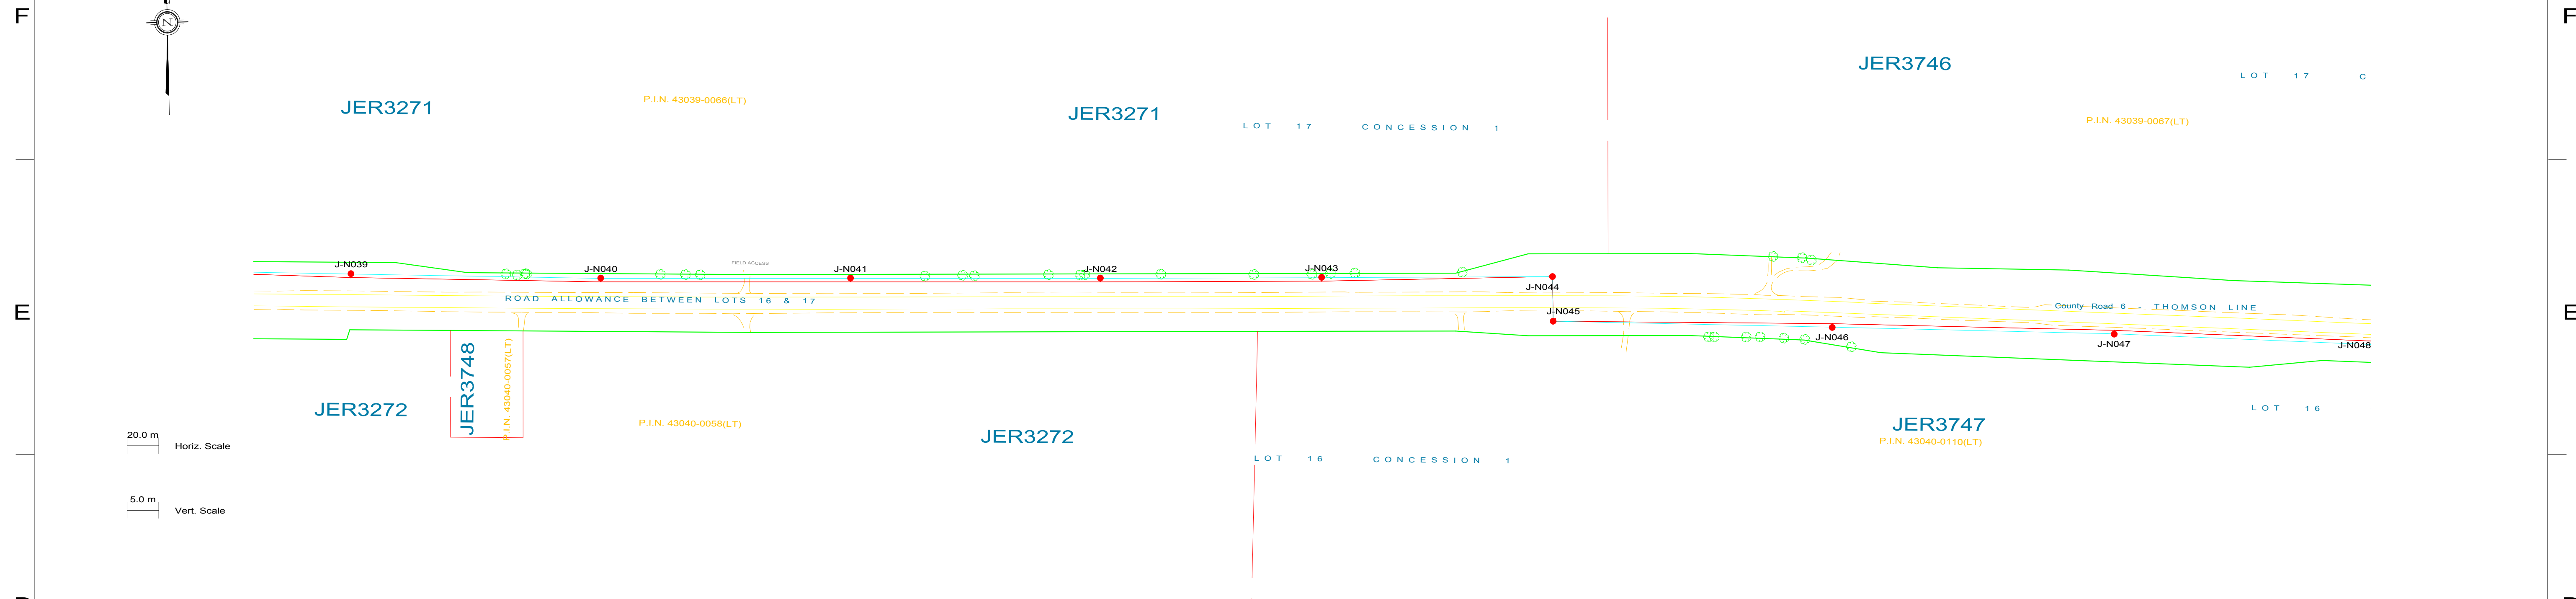 F
F
N
JER3746
LOT 17 C
JER3271
P.I.N. 43039-0066(LT)
JER3271
LOT 17 CONCESSION 1
P.I.N. 43039-0067(LT)
J-N039
J-N040
FIELD ACCESS
J-N041
J-N042
J-N043
J-N044
ROAD ALLOWANCE BETWEEN LOTS 16 & 17
County Road 6 - THOMSON LINE
E
E
J-N045
J-N046
J-N047
J-N048
JER3748
P.I.N. 43040-0057(LT)
JER3272
P.I.N. 43040-0058(LT)
JER3272
LOT 16 CONCESSION 1
JER3747
P.I.N. 43040-0110(LT)
LOT 16
20.0 m
Horiz. Scale
5.0 m
Vert. Scale